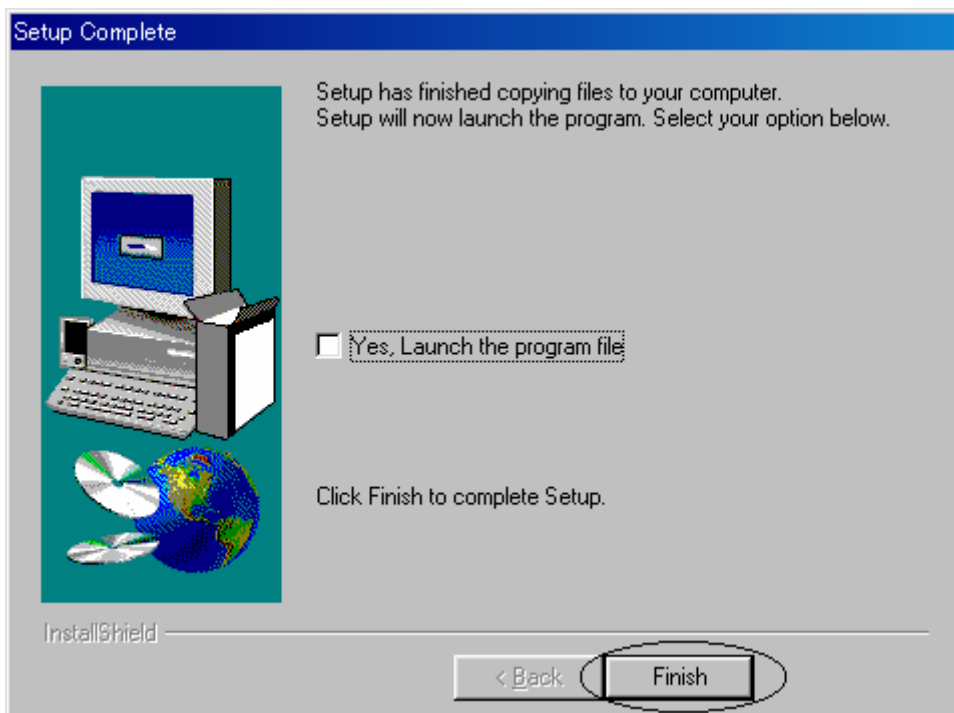 Setup Complete
Setup has finished copying files to your computer.
Setup will now launch the program. Select your option below.
Yes, Launch the program file
Click Finish to complete Setup.
InstallShield
< Back
Finish